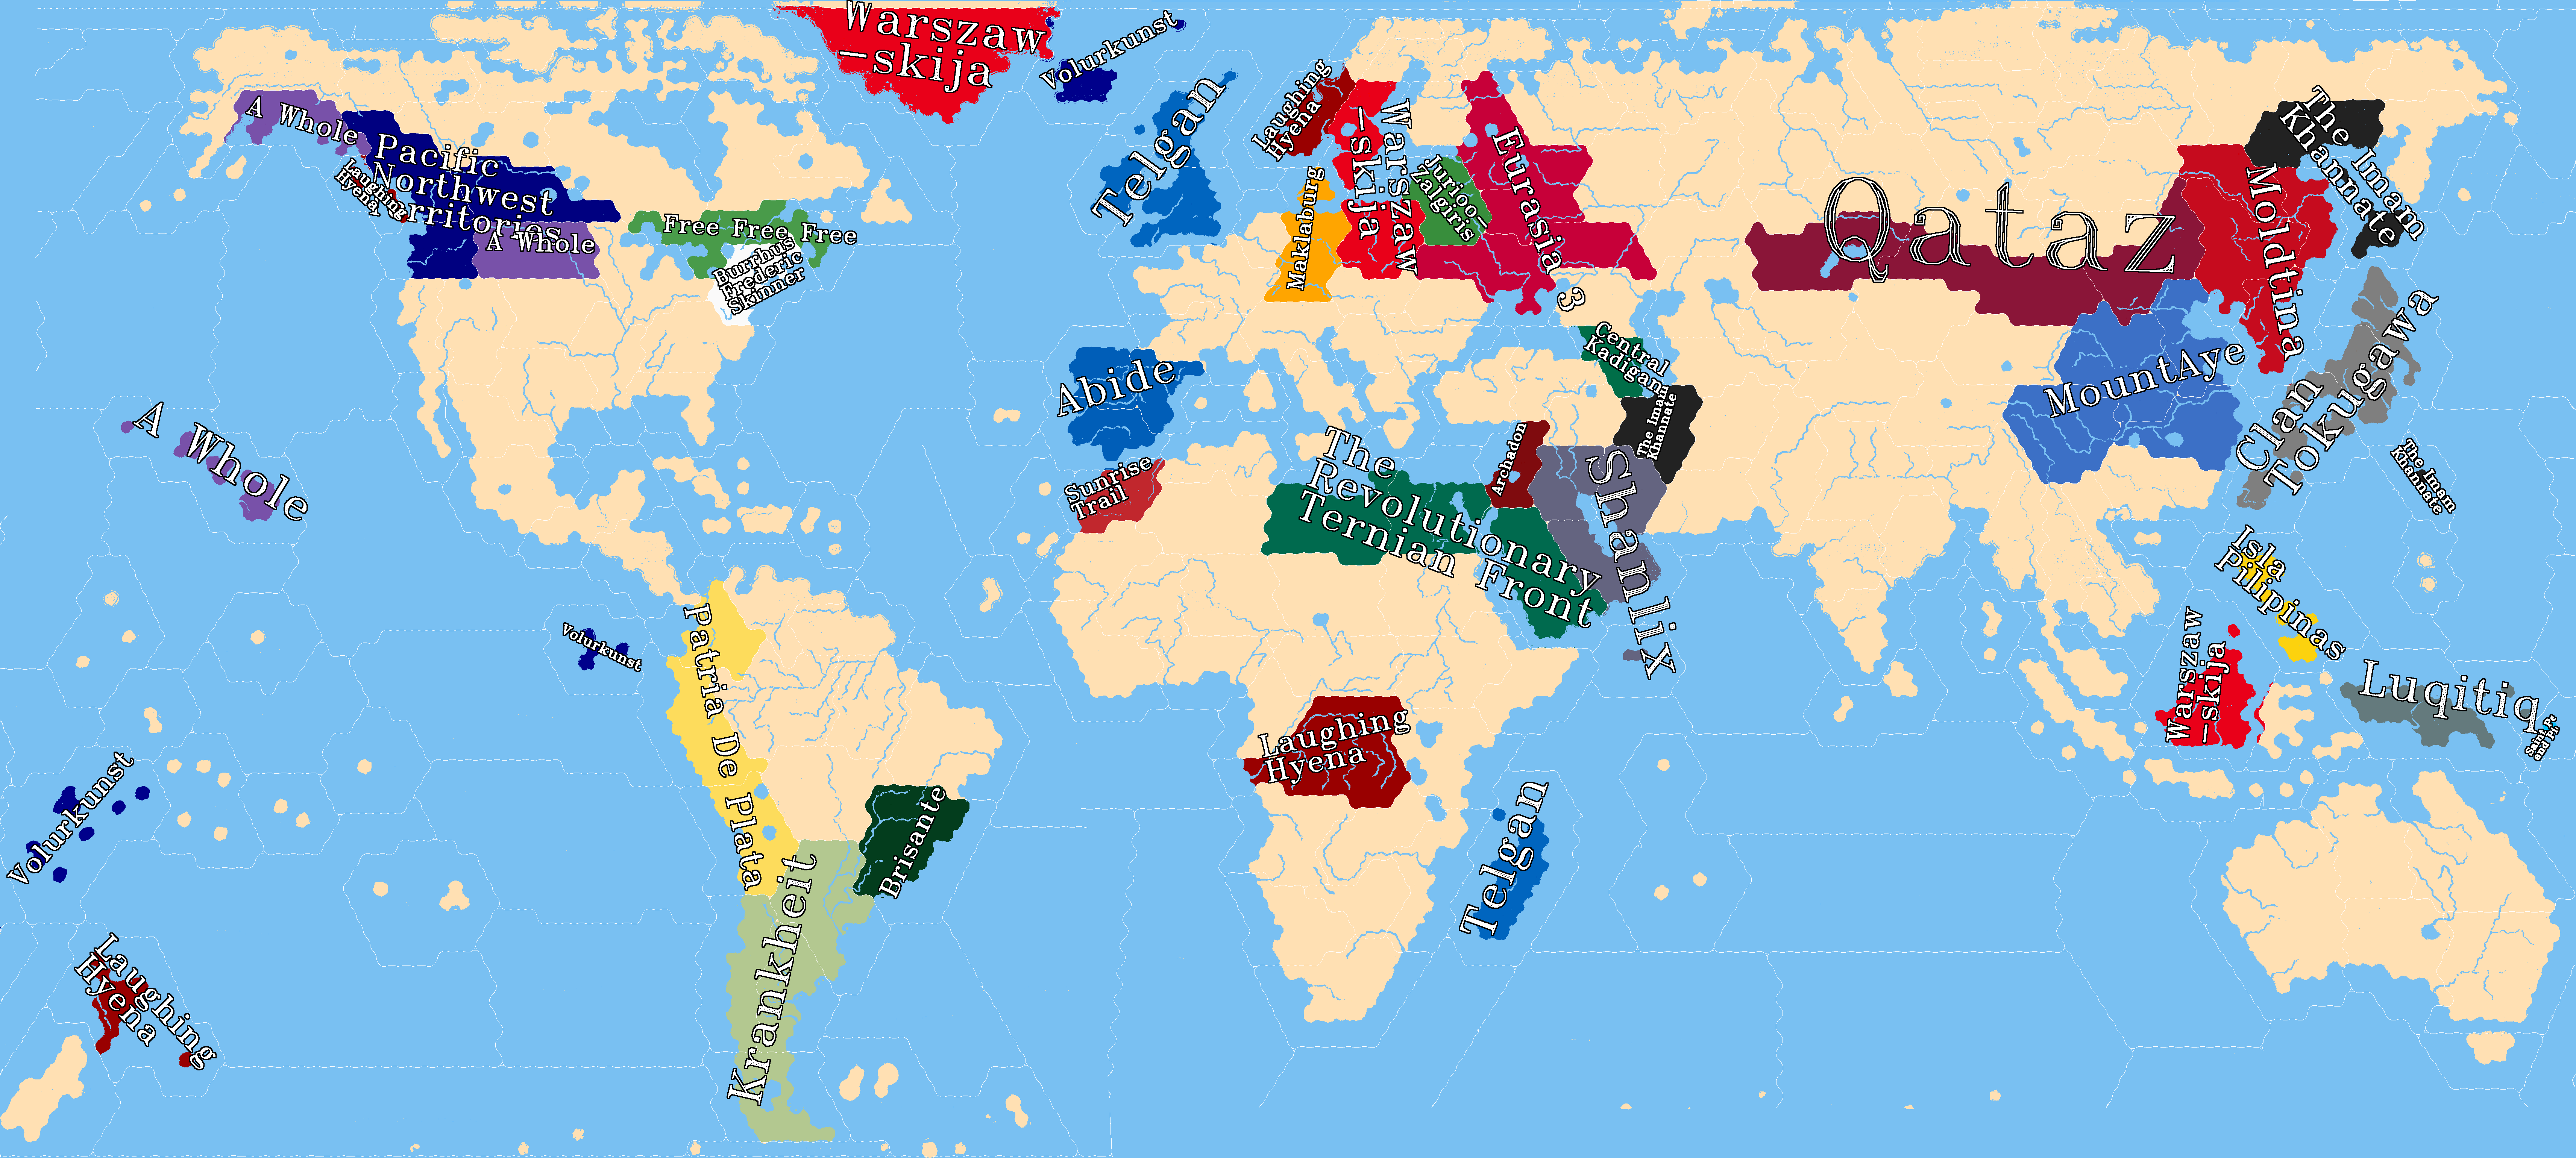 Warszaw
-skija
Volurkunst
A Whole
Pacific
Northwest
Territories
Laughing
Hyena
A Whole
Free Free Free
Burrhus
Frederic
Skinner
Telgan
Laughing
Hyena
Warszaw
-skija
Maklaburg
Eurasia 3
Qataz
Moldtina
The Imam
Khannate
A Whole
Abide
Sunrise
Trail
Central
Kadigan
The Imam
Khannate
Archadon
Shamlix
The
Revolutionary
Ternian Front
MountAye
Clan
Tokugawa
The Imam
Khannate
Isla
Pilipinas
Warszaw
-skija
Luqitiq
Volurkunst
Patria De Plata
Brisante
Krankheit
Laughing
Hyena
Telgan
Volurkunst
Laughing
Hyena